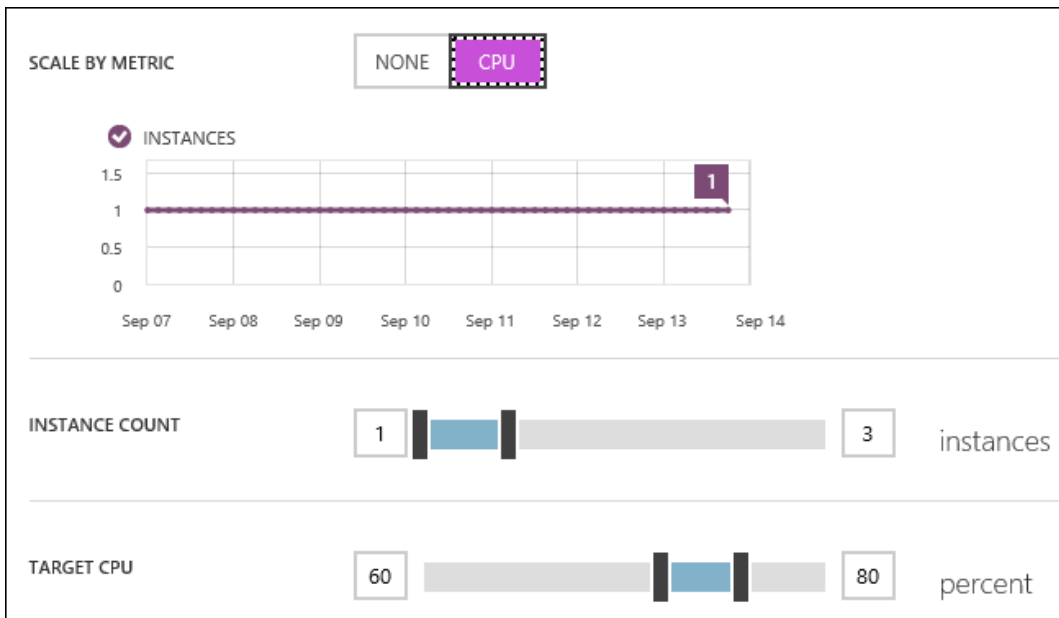 SCALE BY METRIC NONE CPU
INSTANCES
1.5
1
1
0.5
0
Sep 07 Sep 08 Sep 09 Sep 10 Sep 11 Sep 12 Sep 13 Sep 14
INSTANCE COUNT 1 3 instances
TARGET CPU 60 80 percent